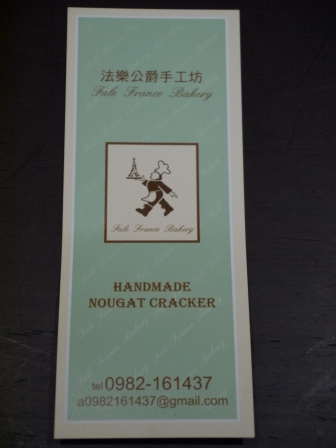 法樂公爵手工坊
Fale France Bakery
Fale France Bakery
HANDMADE
NOUGAT CRACKER
tel 0982-161437
a0982161437@gmail.com